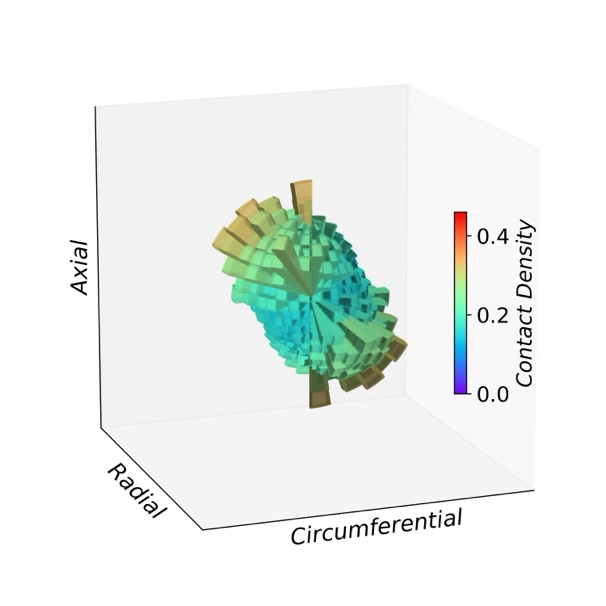 Axial
Radial
Circumferential
0.4
0.2
0.0
Contact Density